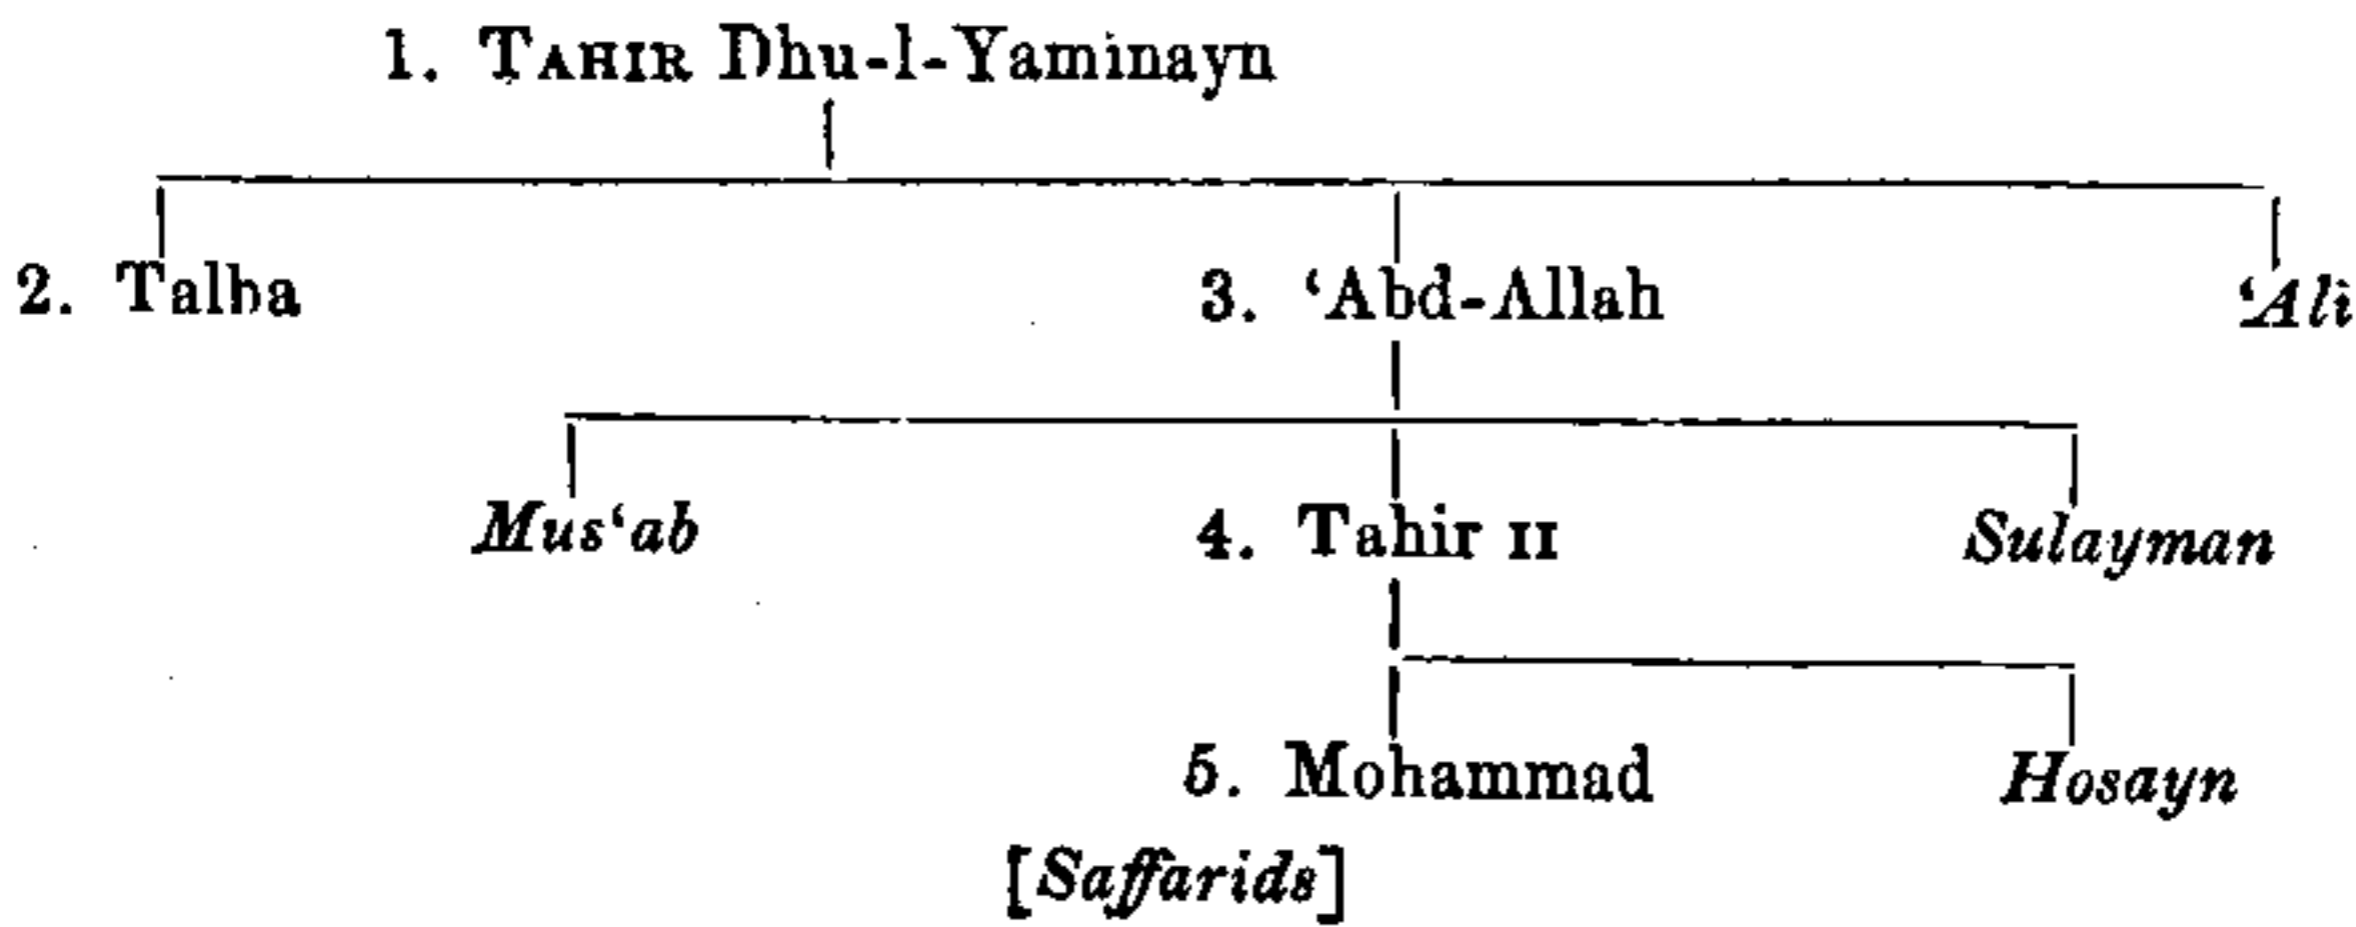 1. TAHIR Dhu-l-Yaminayn
2. Talha 3. ‘Abd-Allah ‘Ali
Mus‘ab 4. Tahir II Sulayman
5. Mohammad Hosayn
[Saffarids]